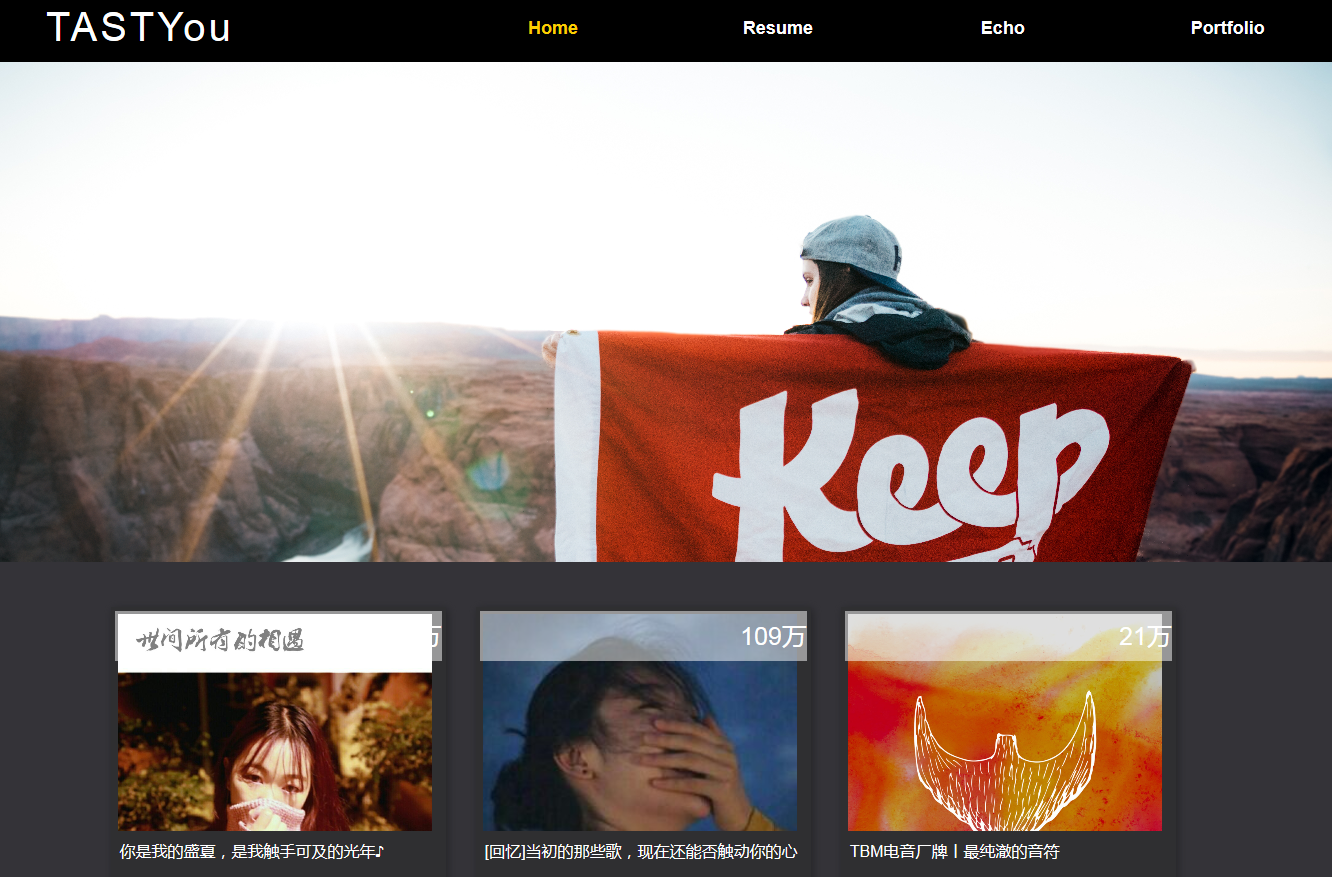 TASTYou
Home
Resume
Echo
Portfolio
Keep
世间所有的相遇
万
109万
21万
你是我的盛夏，是我触手可及的光年♪
[回忆]当初的那些歌，现在还能否触动你的心
TBM电音厂牌丨最纯澈的音符